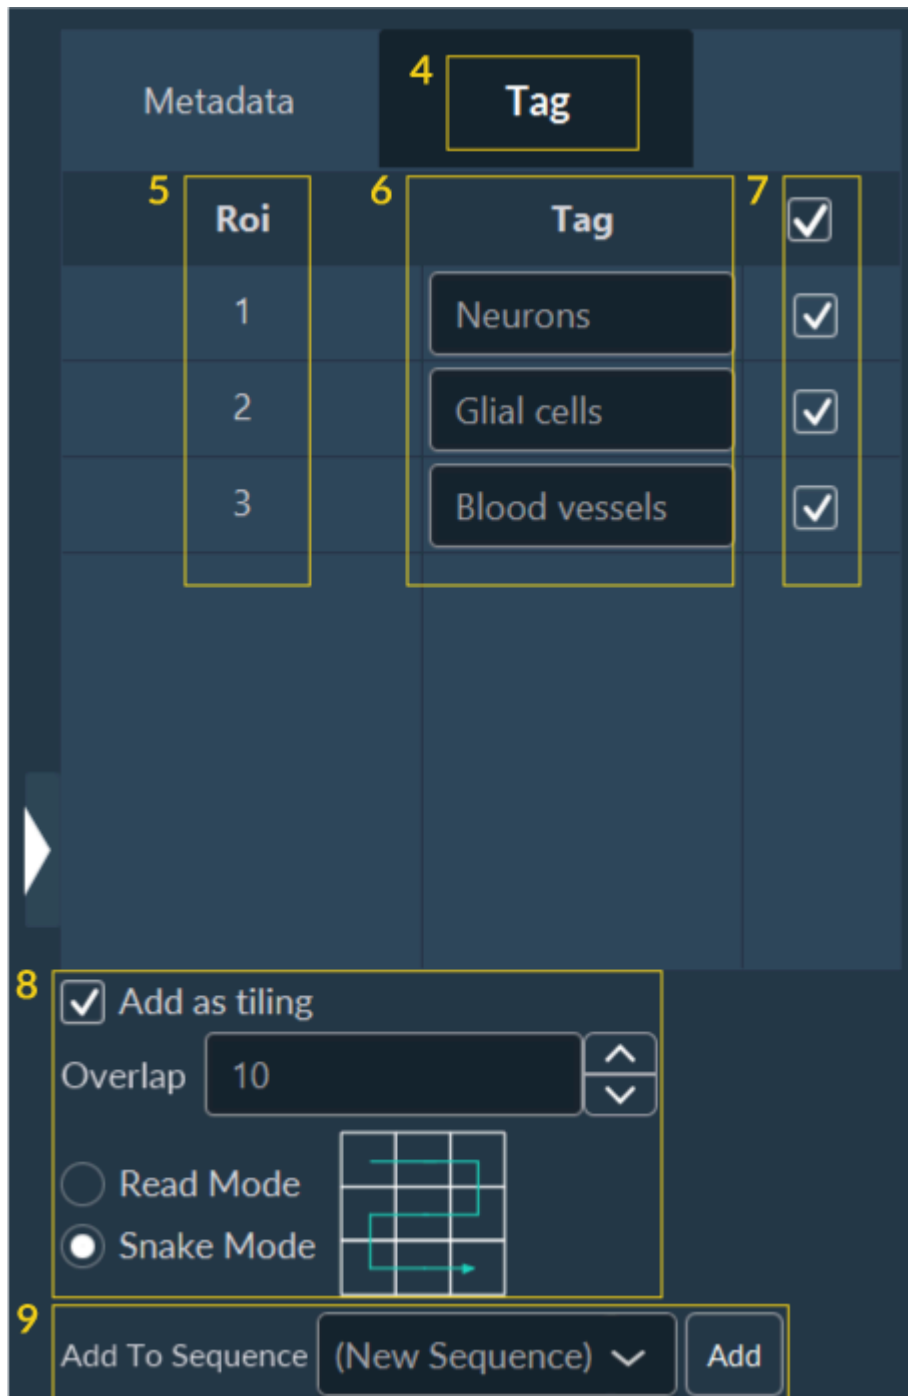 Metadata 4 Tag
5 Roi 6 Tag 7
1 Neurons
2 Glial cells
3 Blood vessels
8 Add as tiling
Overlap 10
Read Mode
Snake Mode
9
Add To Sequence (New Sequence) Add